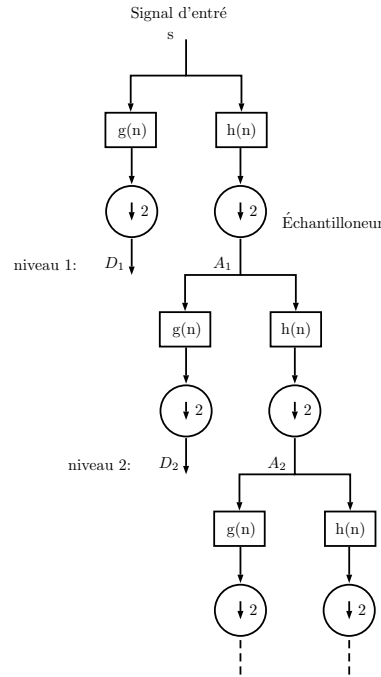 Signal d'entré
s
g(n) h(n)
↓ 2 ↓ 2
Échantilloneur
niveau 1: D₁ A₁
g(n) h(n)
↓ 2 ↓ 2
niveau 2: D₂ A₂
g(n) h(n)
↓ 2 ↓ 2